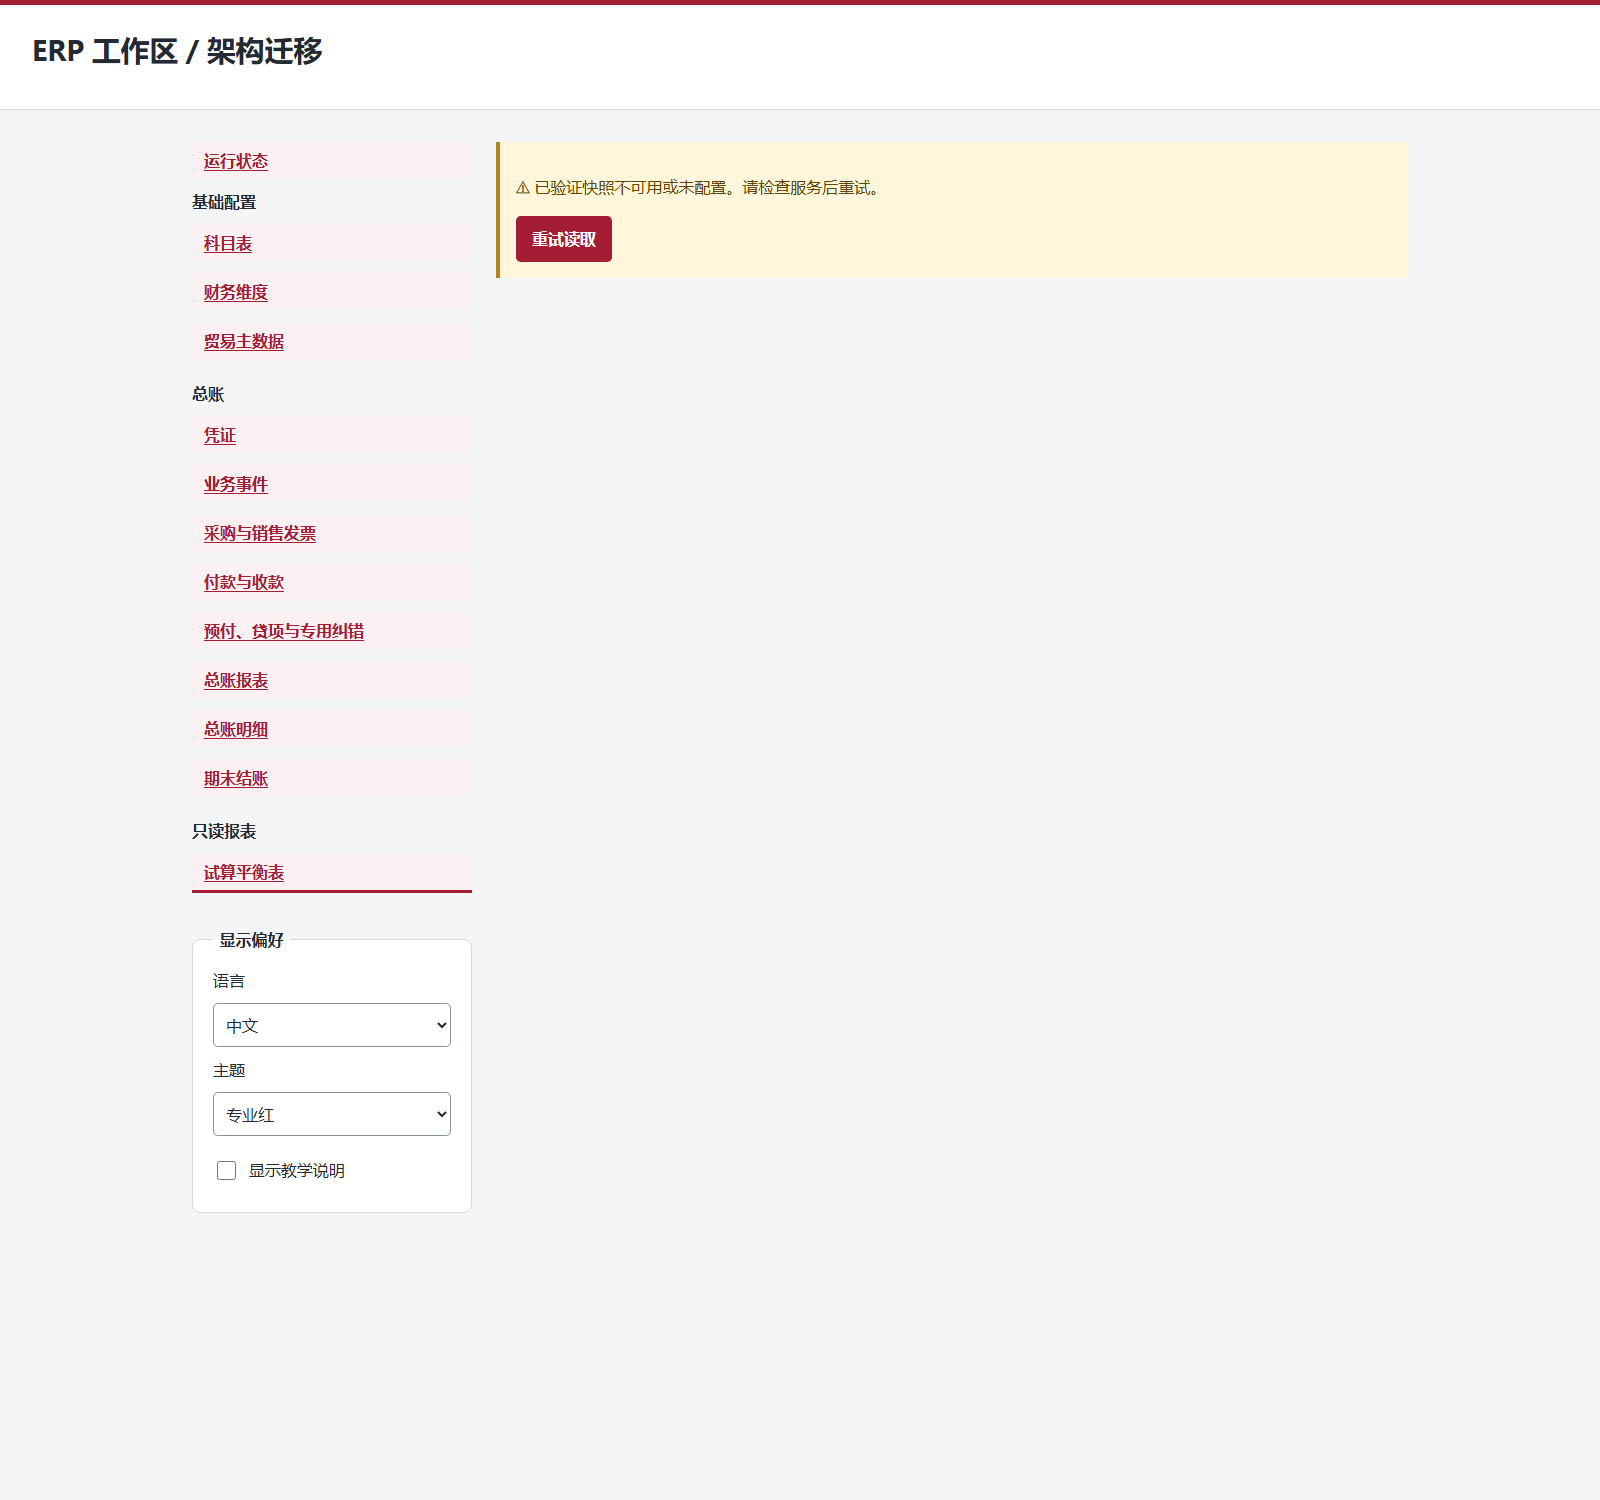 ERP 工作区 / 架构迁移
运行状态
基础配置
科目表
财务维度
贸易主数据
总账
凭证
业务事件
采购与销售发票
付款与收款
预付、贷项与专用纠错
总账报表
总账明细
期末结账
只读报表
试算平衡表
显示偏好
语言
中文
主题
专业红
显示教学说明
⚠ 已验证快照不可用或未配置。请检查服务后重试。
重试读取